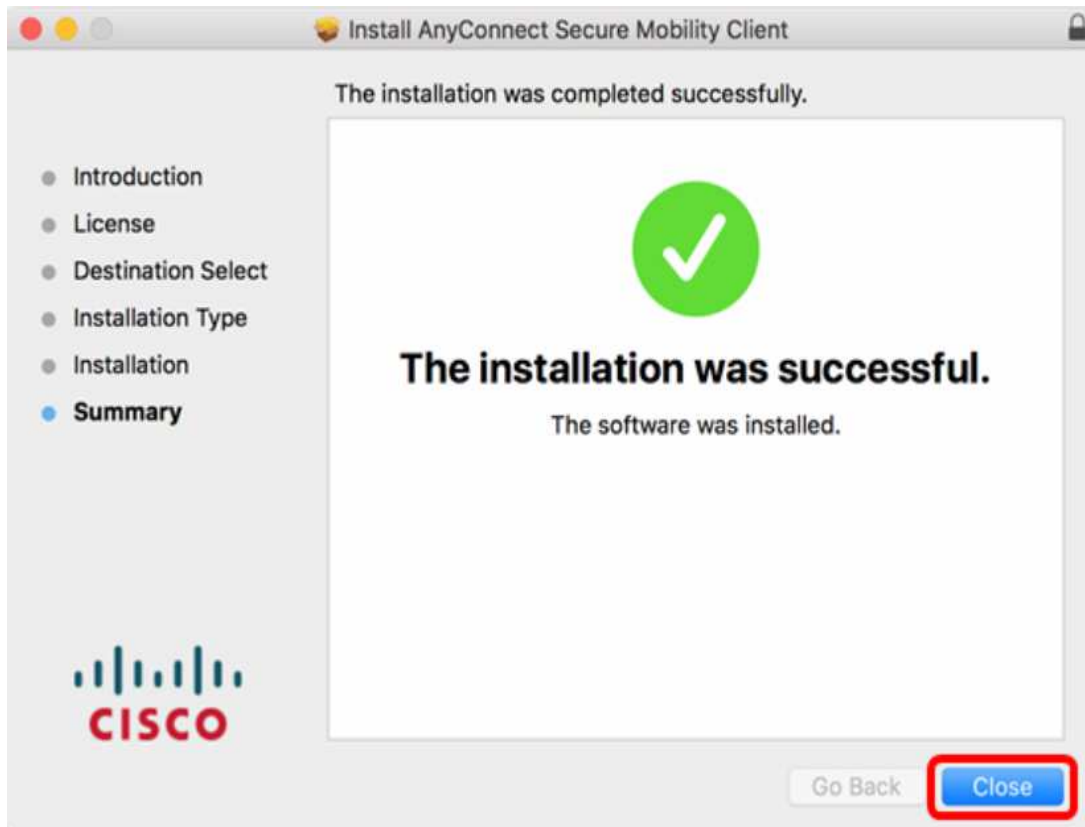 Install AnyConnect Secure Mobility Client
The installation was completed successfully.
Introduction
License
Destination Select
Installation Type
Installation
Summary
The installation was successful.
The software was installed.
CISCO
Go Back
Close